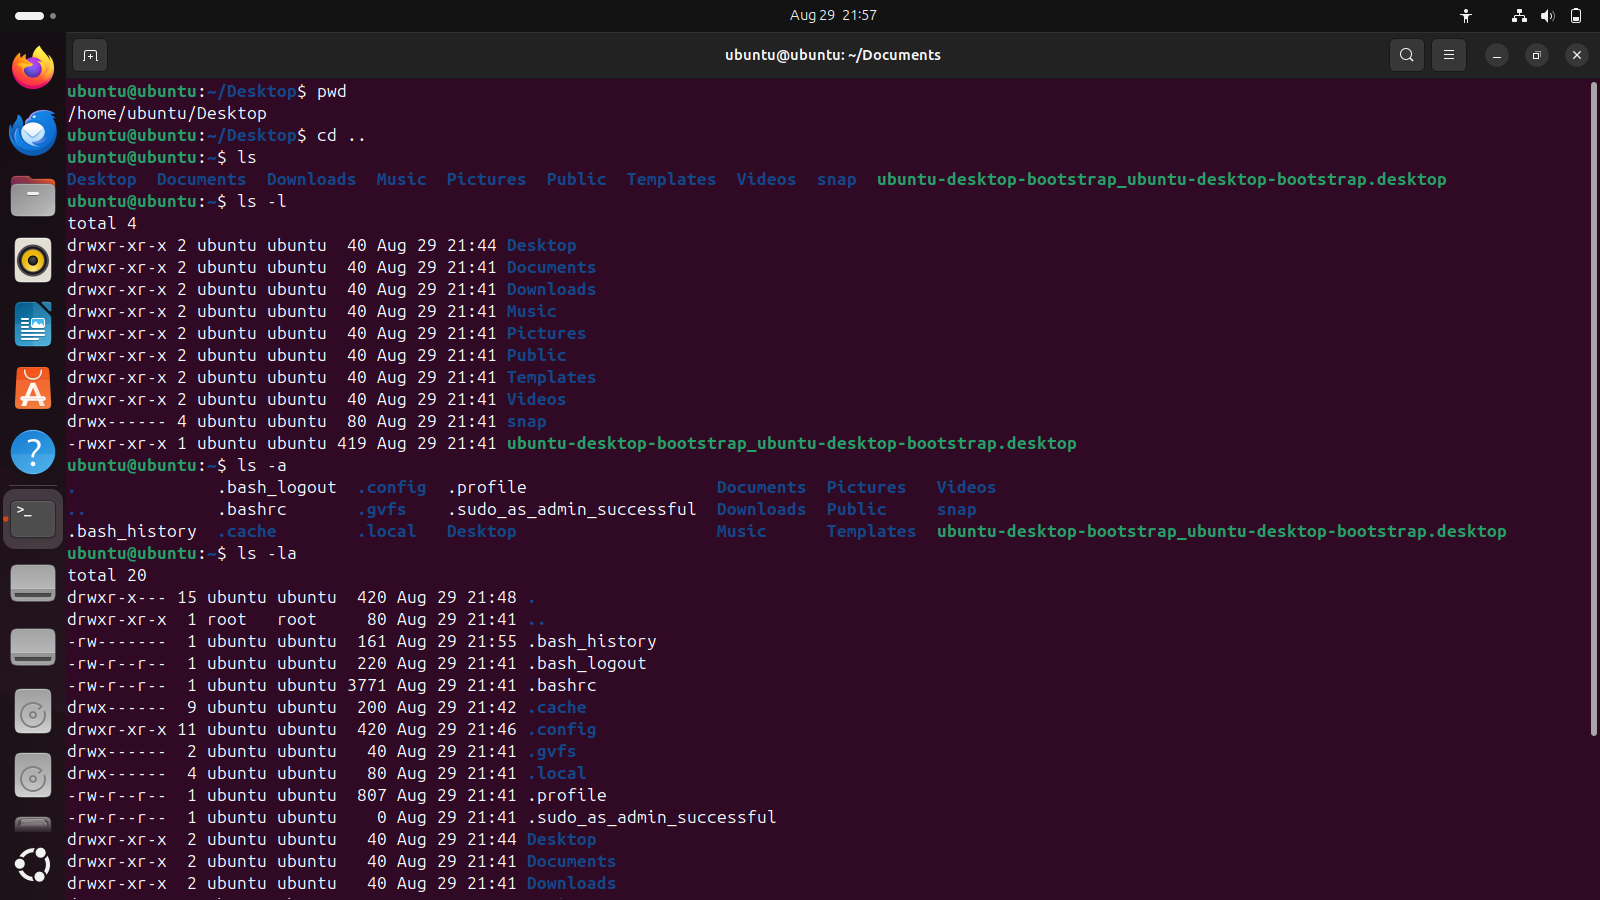 Aug 29 21:57
ubuntu@ubuntu: ~/Documents
ubuntu@ubuntu:~/Desktop$ pwd
/home/ubuntu/Desktop
ubuntu@ubuntu:~/Desktop$ cd ..
ubuntu@ubuntu:~$ ls
Desktop  Documents  Downloads  Music  Pictures  Public  Templates  Videos  snap  ubuntu-desktop-bootstrap_ubuntu-desktop-bootstrap.desktop
ubuntu@ubuntu:~$ ls -l
total 4
drwxr-xr-x 2 ubuntu ubuntu  40 Aug 29 21:44 Desktop
drwxr-xr-x 2 ubuntu ubuntu  40 Aug 29 21:41 Documents
drwxr-xr-x 2 ubuntu ubuntu  40 Aug 29 21:41 Downloads
drwxr-xr-x 2 ubuntu ubuntu  40 Aug 29 21:41 Music
drwxr-xr-x 2 ubuntu ubuntu  40 Aug 29 21:41 Pictures
drwxr-xr-x 2 ubuntu ubuntu  40 Aug 29 21:41 Public
drwxr-xr-x 2 ubuntu ubuntu  40 Aug 29 21:41 Templates
drwxr-xr-x 2 ubuntu ubuntu  40 Aug 29 21:41 Videos
drwx------ 4 ubuntu ubuntu  80 Aug 29 21:41 snap
-rwxr-xr-x 1 ubuntu ubuntu 419 Aug 29 21:41 ubuntu-desktop-bootstrap_ubuntu-desktop-bootstrap.desktop
ubuntu@ubuntu:~$ ls -a
.              .bash_logout  .config  .profile                   Documents  Pictures   Videos
..             .bashrc       .gvfs    .sudo_as_admin_successful  Downloads  Public     snap
.bash_history  .cache        .local   Desktop                    Music      Templates  ubuntu-desktop-bootstrap_ubuntu-desktop-bootstrap.desktop
ubuntu@ubuntu:~$ ls -la
total 20
drwxr-x--- 15 ubuntu ubuntu  420 Aug 29 21:48 .
drwxr-xr-x  1 root   root     80 Aug 29 21:41 ..
-rw-------  1 ubuntu ubuntu  161 Aug 29 21:55 .bash_history
-rw-r--r--  1 ubuntu ubuntu  220 Aug 29 21:41 .bash_logout
-rw-r--r--  1 ubuntu ubuntu 3771 Aug 29 21:41 .bashrc
drwx------  9 ubuntu ubuntu  200 Aug 29 21:42 .cache
drwxr-xr-x 11 ubuntu ubuntu  420 Aug 29 21:46 .config
drwx------  2 ubuntu ubuntu   40 Aug 29 21:41 .gvfs
drwx------  4 ubuntu ubuntu   80 Aug 29 21:41 .local
-rw-r--r--  1 ubuntu ubuntu  807 Aug 29 21:41 .profile
-rw-r--r--  1 ubuntu ubuntu    0 Aug 29 21:41 .sudo_as_admin_successful
drwxr-xr-x  2 ubuntu ubuntu   40 Aug 29 21:44 Desktop
drwxr-xr-x  2 ubuntu ubuntu   40 Aug 29 21:41 Documents
drwxr-xr-x  2 ubuntu ubuntu   40 Aug 29 21:41 Downloads